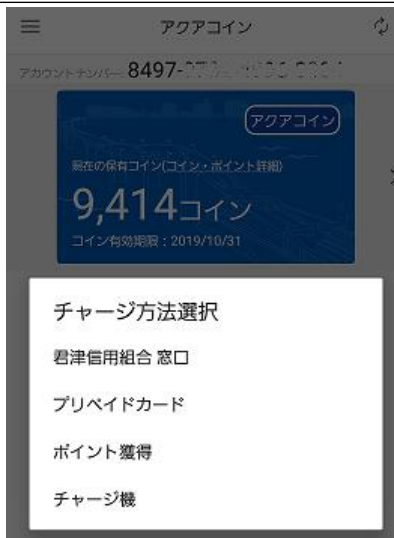 アクアコイン
アカウントナンバー 8497-
アクアコイン
現在の保有コイン(コイン・ポイント詳細)
9,414コイン
コイン有効期限：2019/10/31
チャージ方法選択
君津信用組合 窓口
プリペイドカード
ポイント獲得
チャージ機